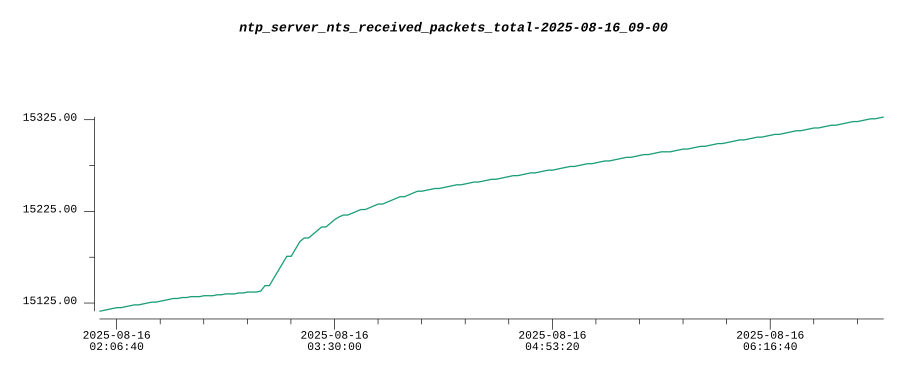 ntp_server_nts_received_packets_total-2025-08-16_09-00
15325.00
15225.00
15125.00
2025-08-16 2025-08-16 2025-08-16 2025-08-16
02:06:40 03:30:00 04:53:20 06:16:40